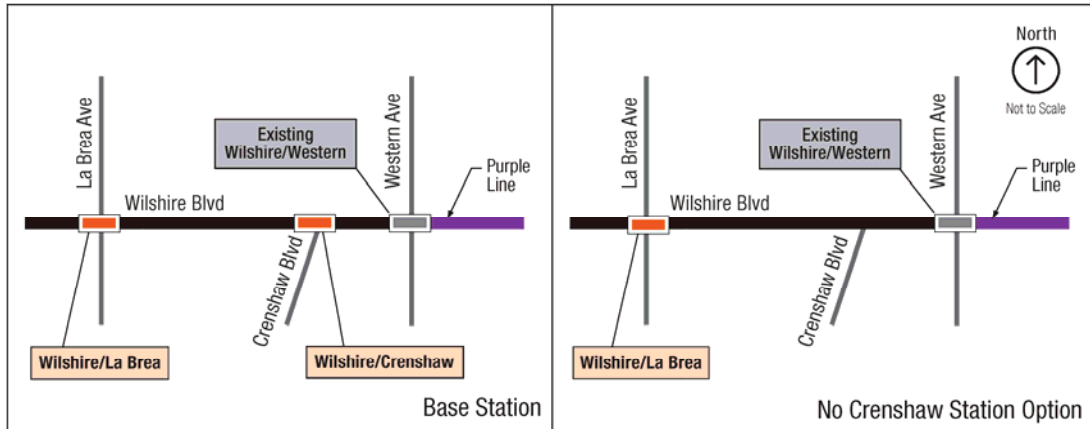 La Brea Ave
Existing
Wilshire/Western
Western Ave
Purple
Line
Wilshire Blvd
Crenshaw Blvd
Wilshire/La Brea
Wilshire/Crenshaw
Base Station
North
Not to Scale
La Brea Ave
Existing
Wilshire/Western
Western Ave
Purple
Line
Wilshire Blvd
Crenshaw Blvd
Wilshire/La Brea
No Crenshaw Station Option